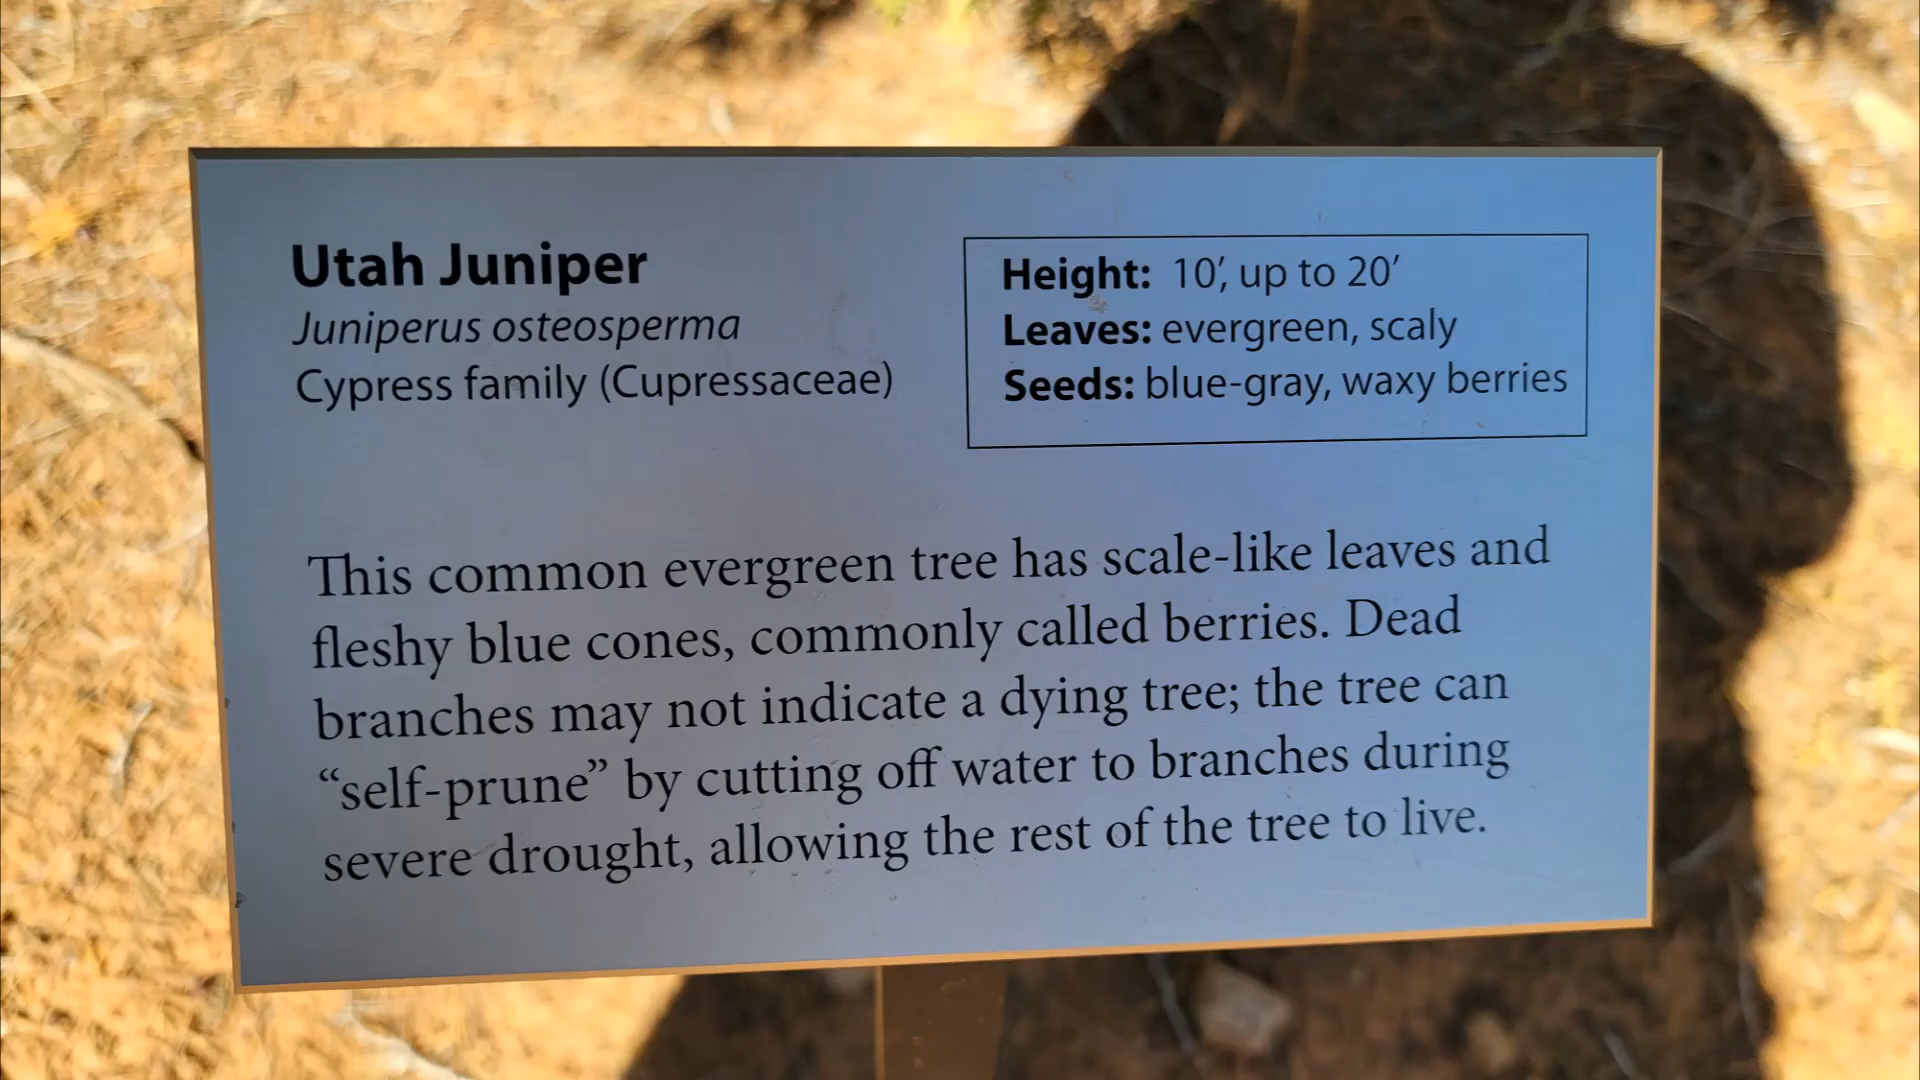 Utah Juniper
Juniperus osteosperma
Cypress family (Cupressaceae)
Height: 10′, up to 20′
Leaves: evergreen, scaly
Seeds: blue-gray, waxy berries
This common evergreen tree has scale-like leaves and
fleshy blue cones, commonly called berries. Dead
branches may not indicate a dying tree; the tree can
“self-prune” by cutting off water to branches during
severe drought, allowing the rest of the tree to live.